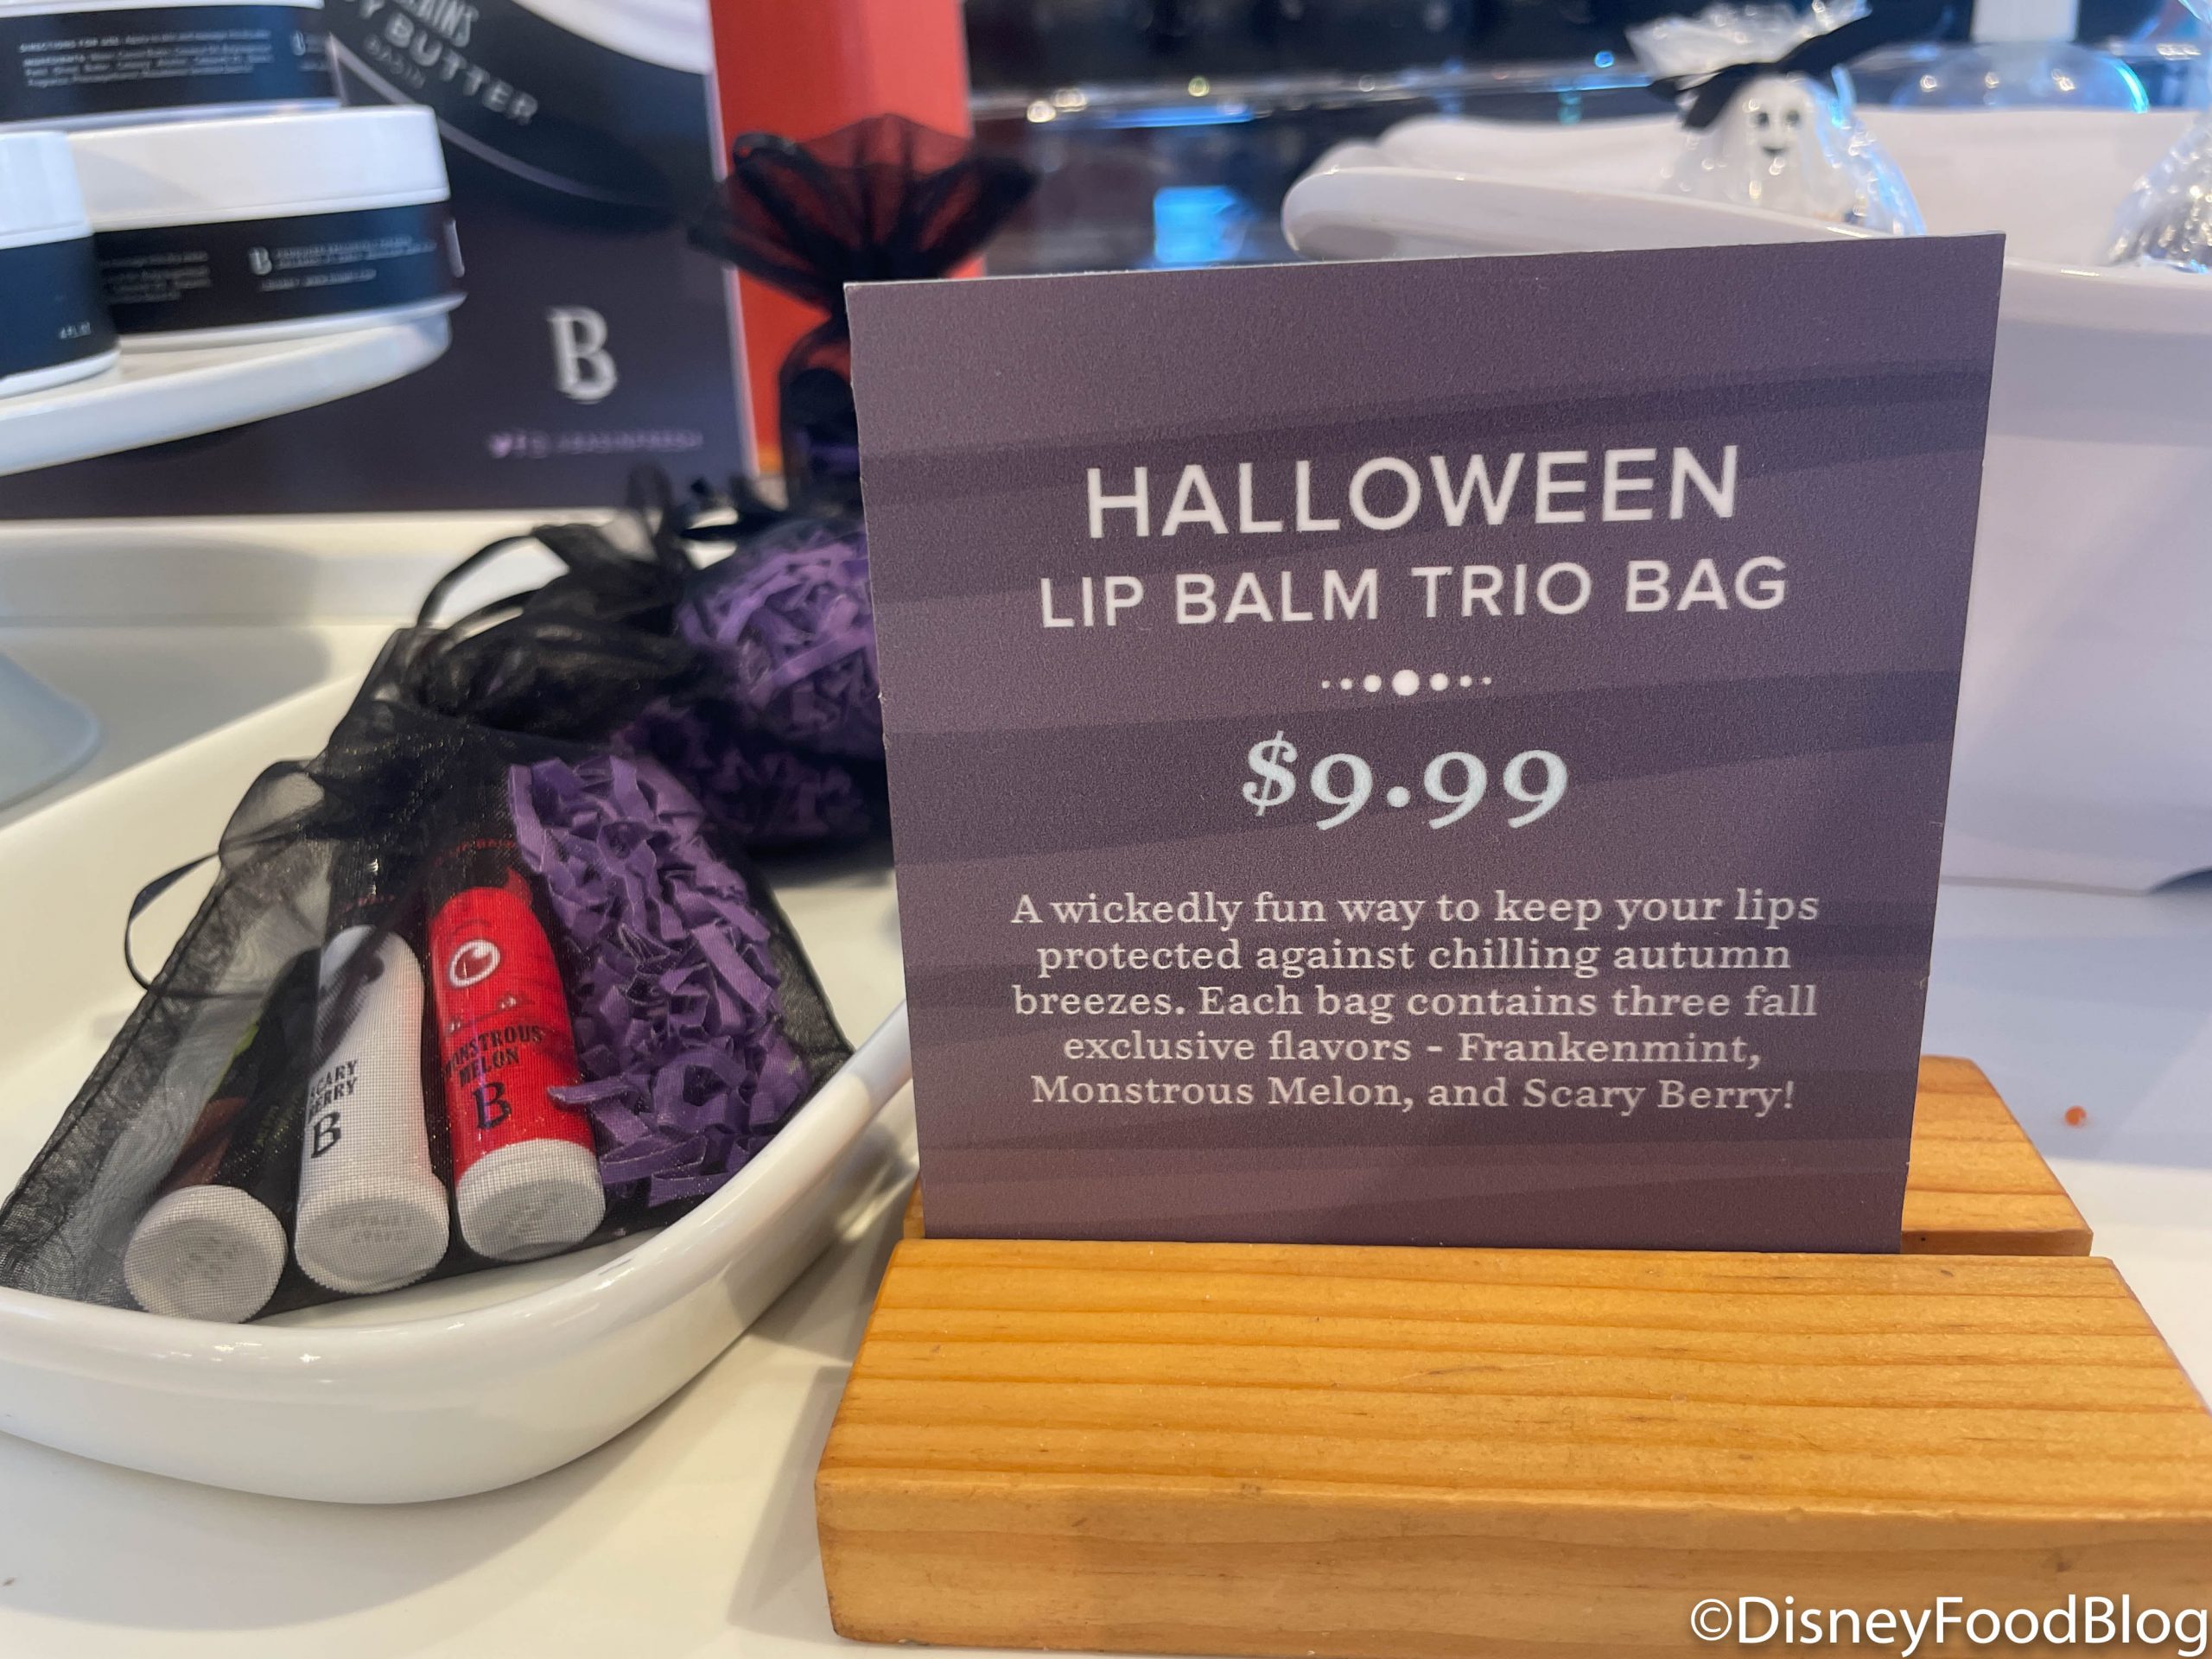 Y BUTTER
BASIN
B
B
HALLOWEEN
LIP BALM TRIO BAG
$9.99
A wickedly fun way to keep your lips
protected against chilling autumn
breezes. Each bag contains three fall
exclusive flavors - Frankenmint,
Monstrous Melon, and Scary Berry!
SCARY
BERRY
B
MONSTROUS
MELON
B
©DisneyFoodBlog